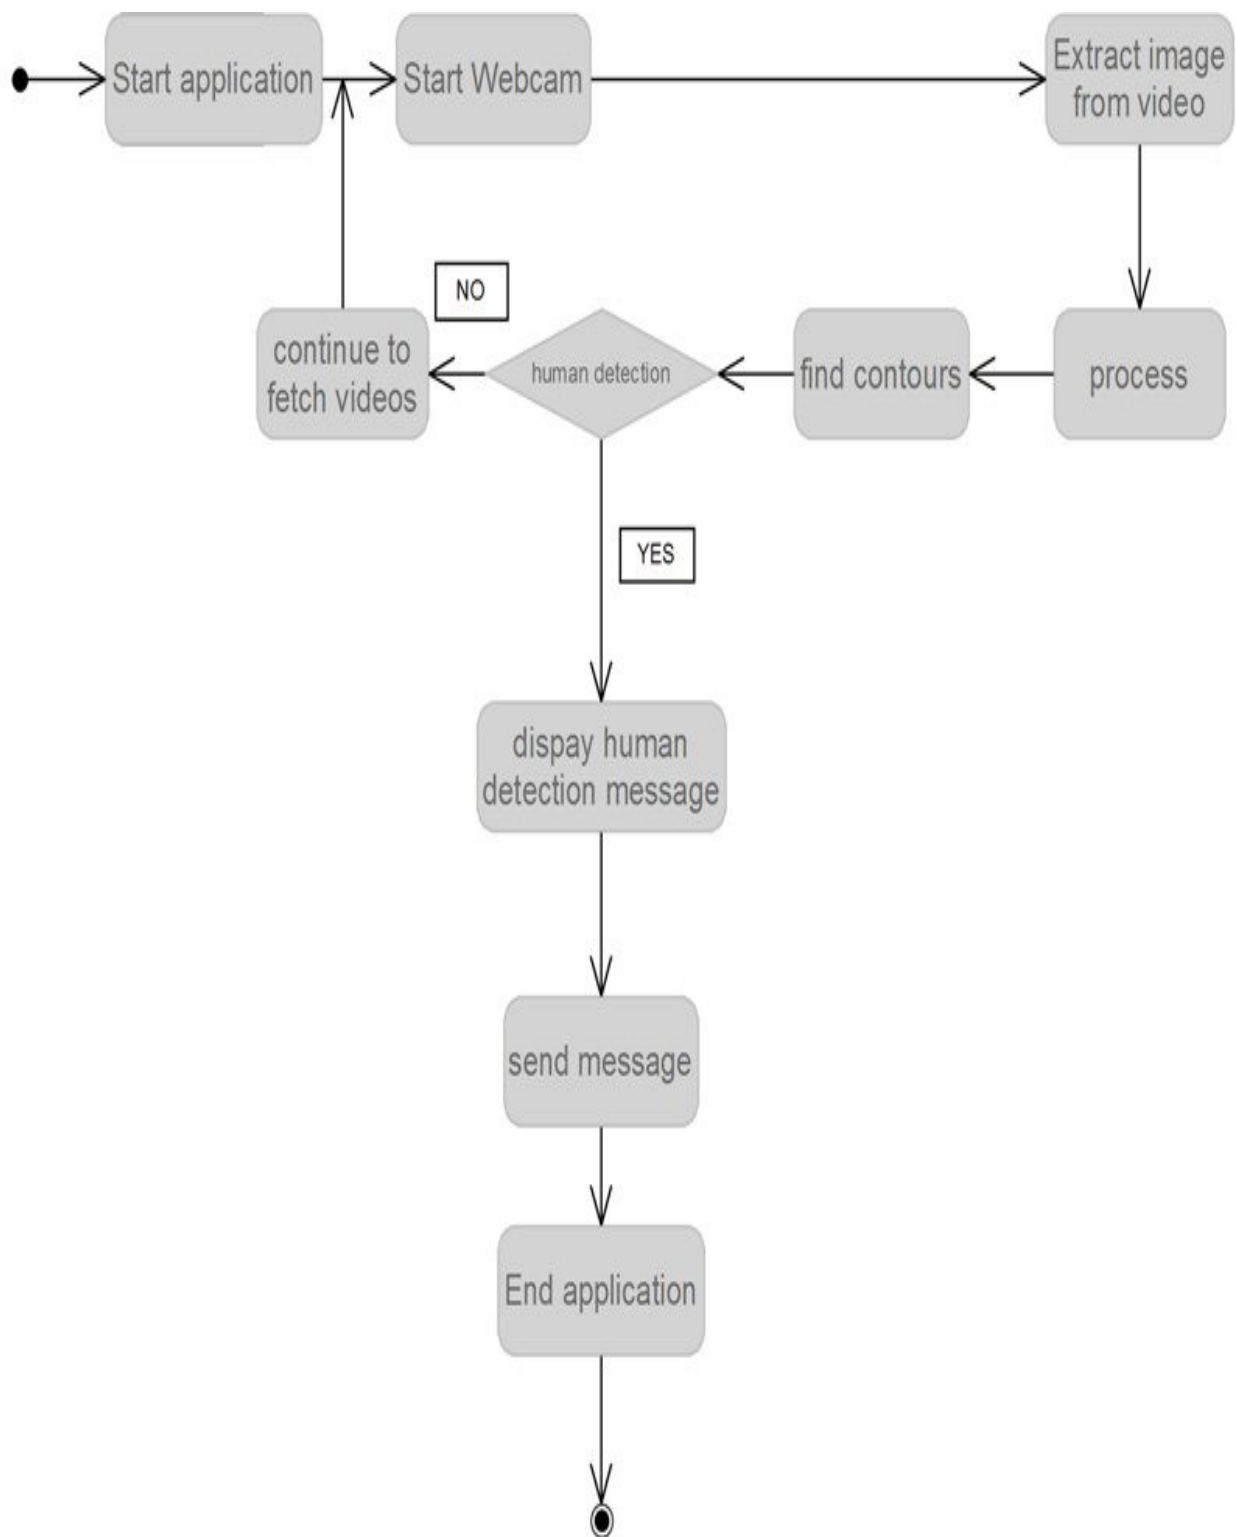 Start application
Start Webcam
Extract image
from video
NO
continue to
fetch videos
human detection
find contours
process
YES
dispay human
detection message
send message
End application